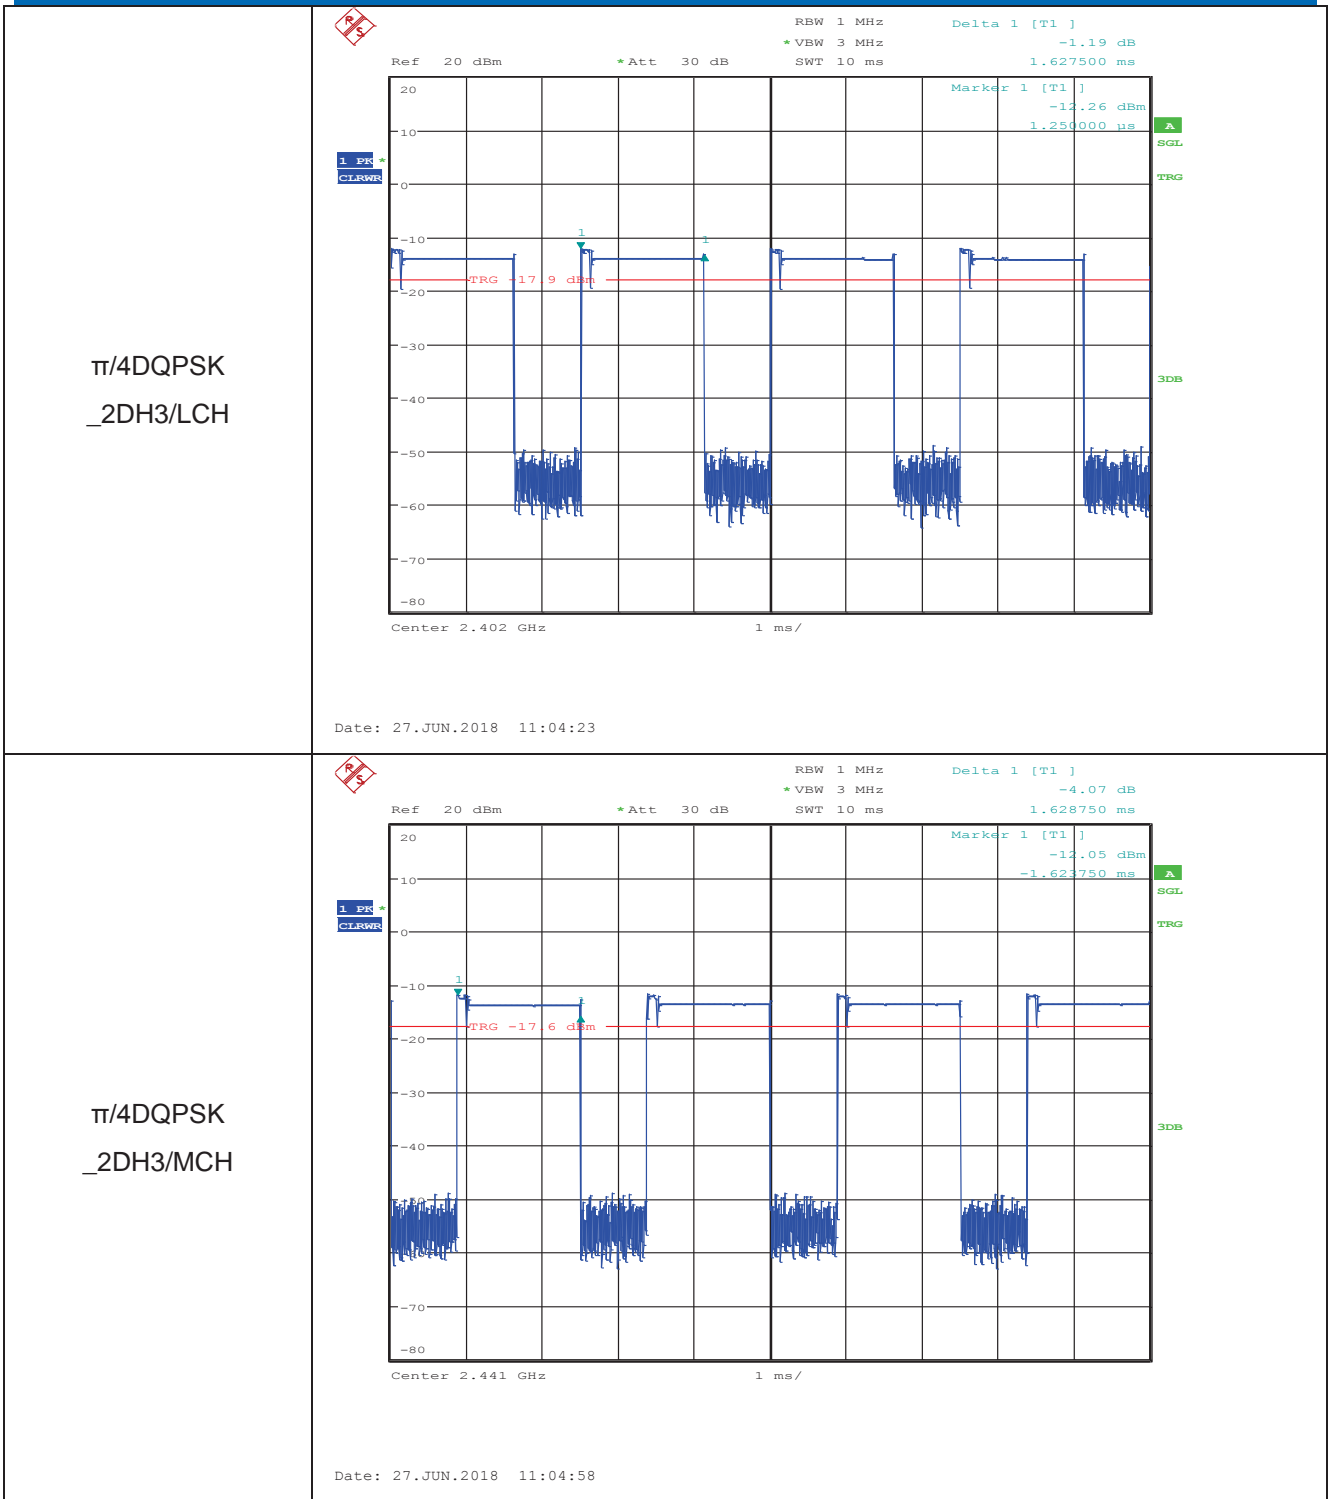 π/4DQPSK
_2DH3/LCH
R S
RBW 1 MHz
Delta 1 [T1 ]
*VBW 3 MHz
-1.19 dB
Ref 20 dBm
*Att 30 dB
SWT 10 ms
1.627500 ms
20
Marker 1 [T1 ]
-12.26 dBm
1.250000 µs
A
SGL
10
1 PK *
CLRWR
TRG
0
1
1
-10
TRG -17.9 dBm
-20
-30
3DB
-40
-50
-60
-70
-80
Center 2.402 GHz
1 ms/
Date: 27.JUN.2018 11:04:23
π/4DQPSK
_2DH3/MCH
R S
RBW 1 MHz
Delta 1 [T1 ]
*VBW 3 MHz
-4.07 dB
Ref 20 dBm
*Att 30 dB
SWT 10 ms
1.628750 ms
20
Marker 1 [T1 ]
-12.05 dBm
-1.623750 ms
A
SGL
10
1 PK *
CLRWR
TRG
0
1
-10
1
TRG -17.6 dBm
-20
-30
3DB
-40
-50
-60
-70
-80
Center 2.441 GHz
1 ms/
Date: 27.JUN.2018 11:04:58